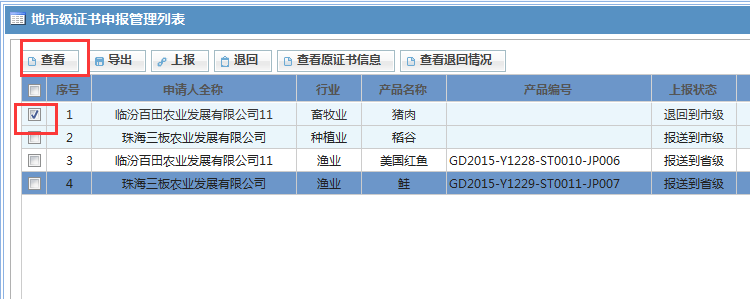 地市级证书申报管理列表
查看 导出 上报 退回 查看原证书信息 查看退回情况
序号 申请人全称 行业 产品名称 产品编号 上报状态
1 临汾百田农业发展有限公司11 畜牧业 猪肉 退回到市级
2 珠海三板农业发展有限公司 种植业 稻谷 报送到市级
3 临汾百田农业发展有限公司11 渔业 美国红鱼 GD2015-Y1228-ST0010-JP006 报送到省级
4 珠海三板农业发展有限公司 渔业 鲑 GD2015-Y1229-ST0011-JP007 报送到省级